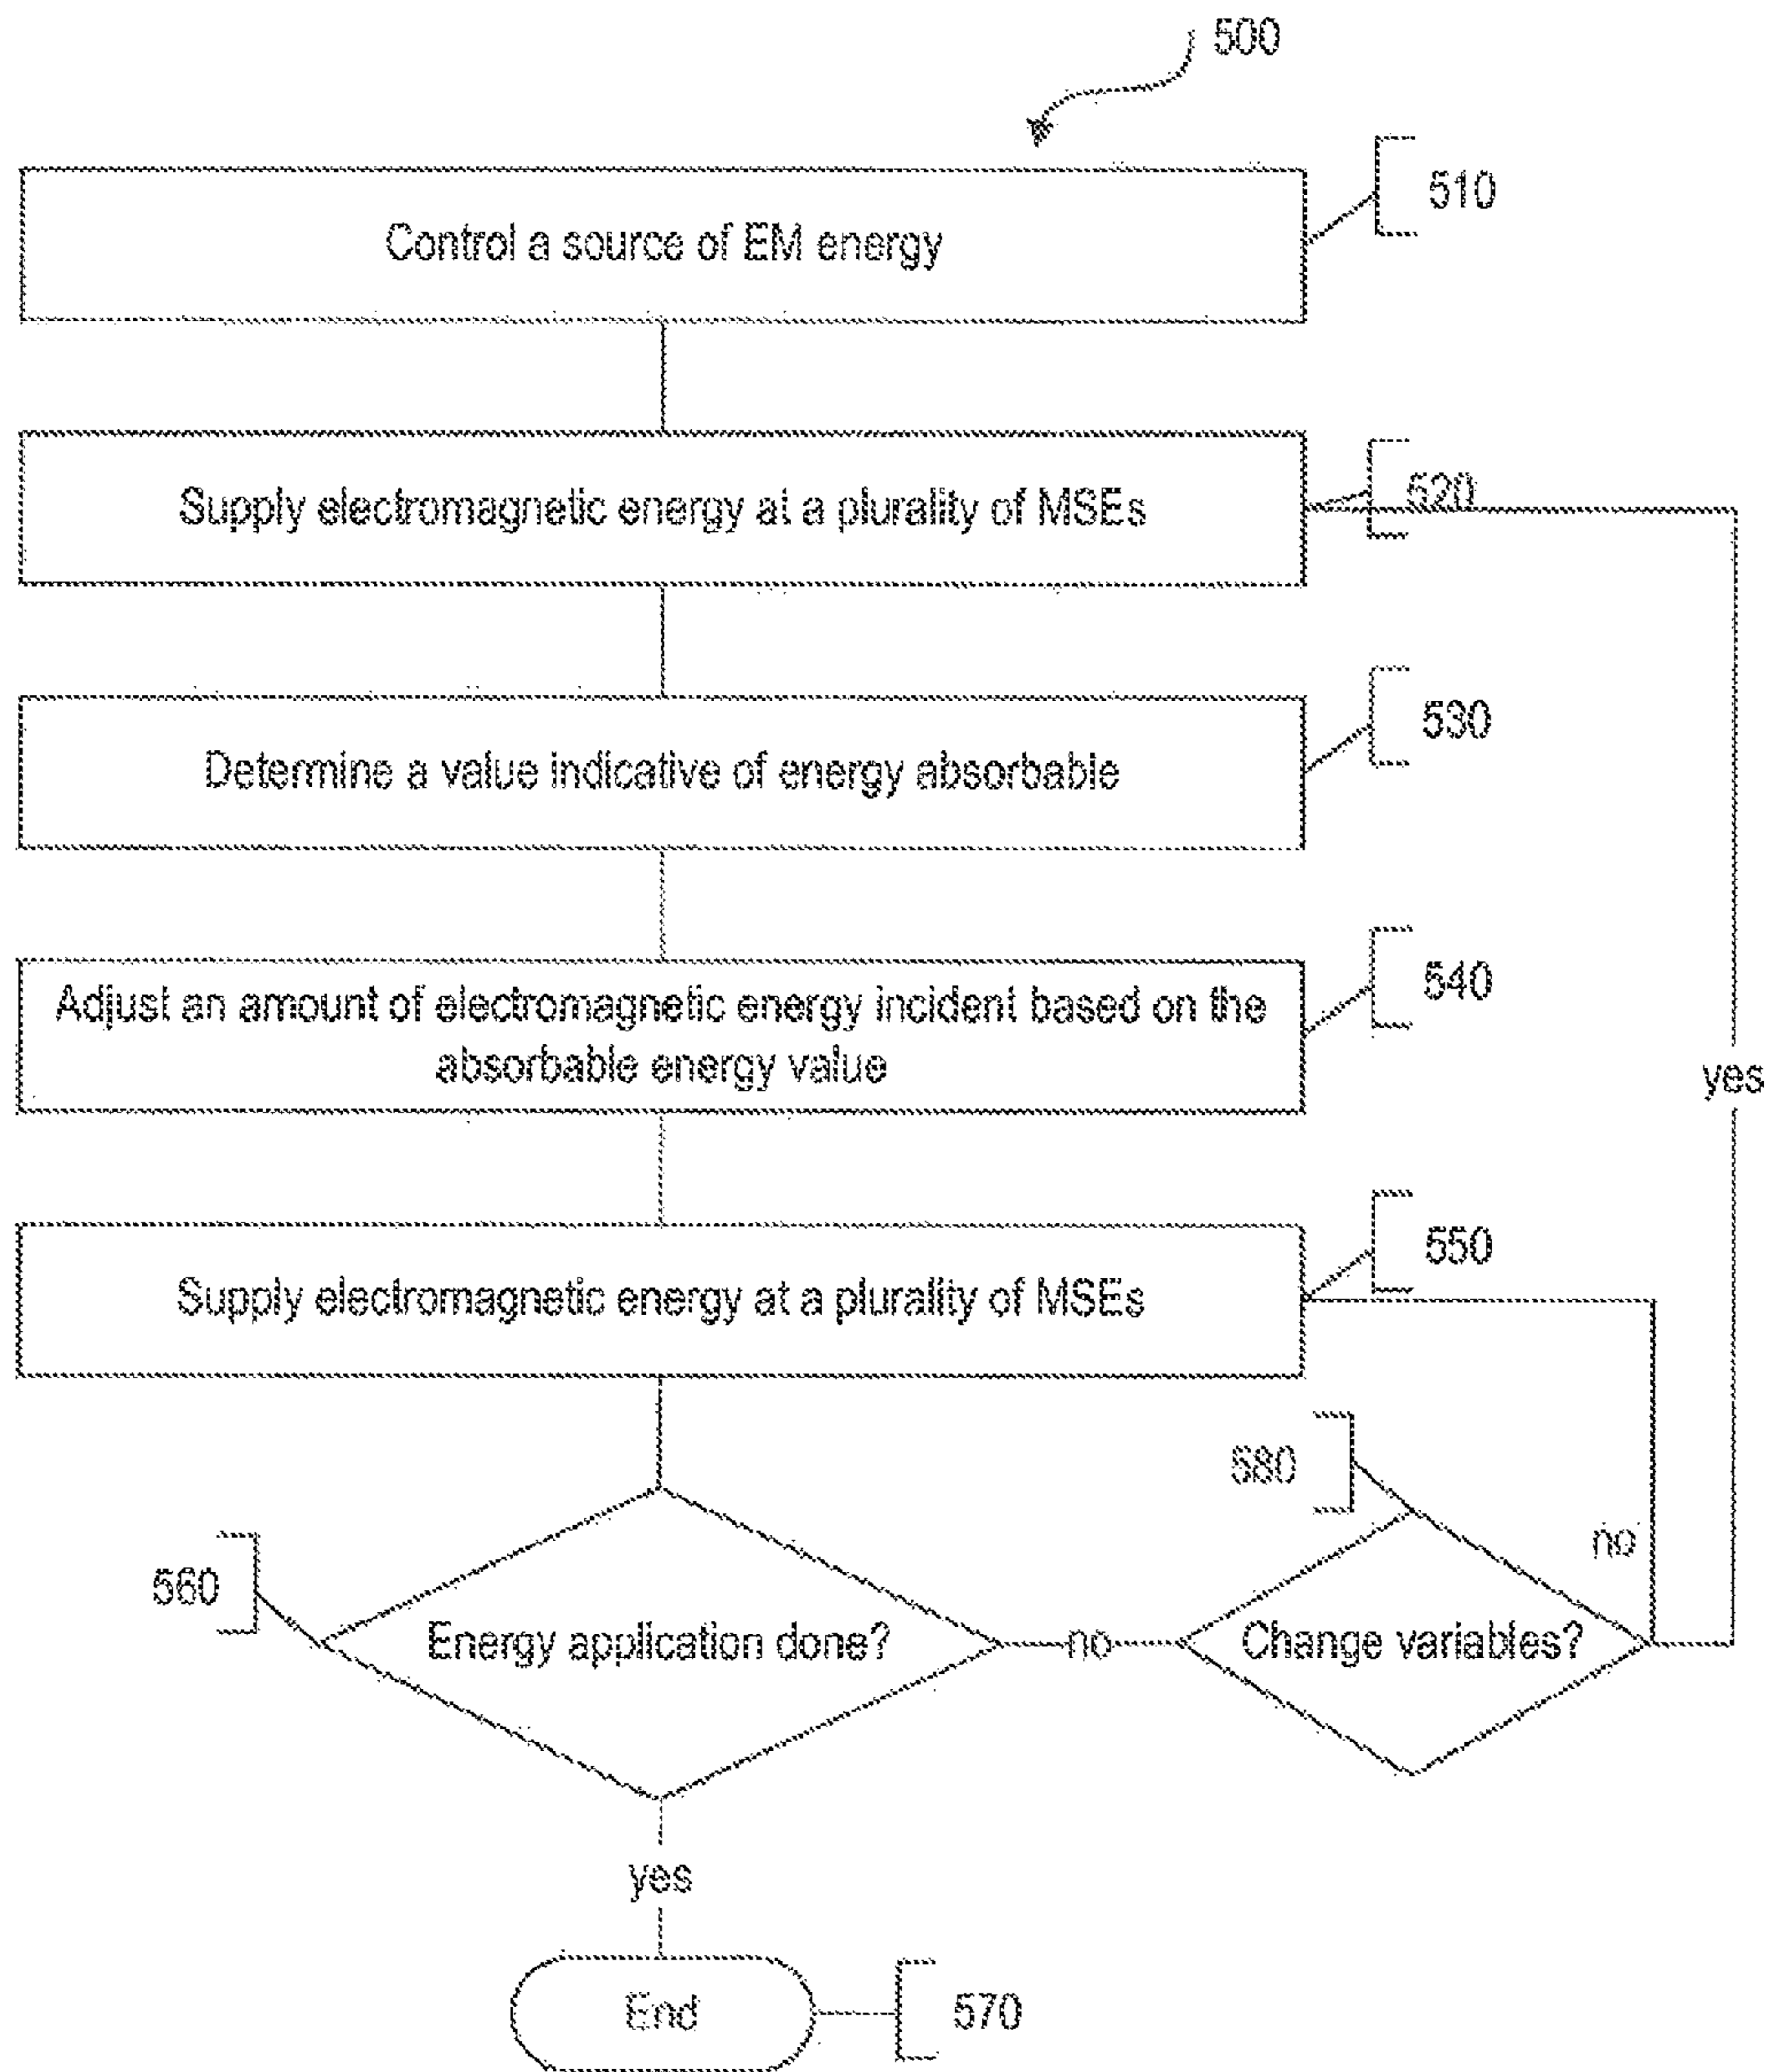 500
Control a source of EM energy
510
Supply electromagnetic energy at a plurality of MSEs
520
Determine a value indicative of energy absorbable
530
Adjust an amount of electromagnetic energy incident based on the
absorbable energy value
540
yes
Supply electromagnetic energy at a plurality of MSEs
550
580
no
560
Energy application done?
no
Change variables?
yes
End
570